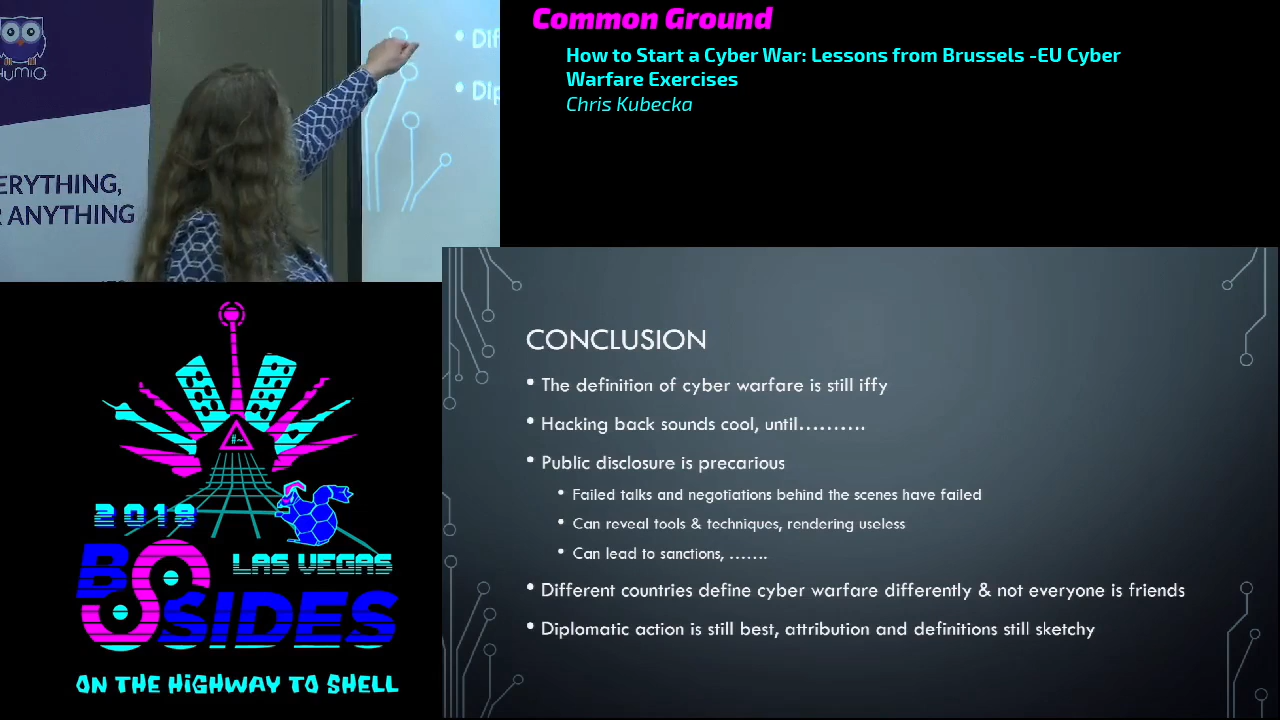 HUMIO
ERYTHING,
R ANYTHING
• Dif
• Dip
Common Ground
How to Start a Cyber War: Lessons from Brussels -EU Cyber
Warfare Exercises
Chris Kubecka
#~
2019
BSIDES
LAS VEGAS
ON THE HIGHWAY TO SHELL
CONCLUSION
• The definition of cyber warfare is still iffy
• Hacking back sounds cool, until..........
• Public disclosure is precarious
• Failed talks and negotiations behind the scenes have failed
• Can reveal tools & techniques, rendering useless
• Can lead to sanctions, .......
• Different countries define cyber warfare differently & not everyone is friends
• Diplomatic action is still best, attribution and definitions still sketchy